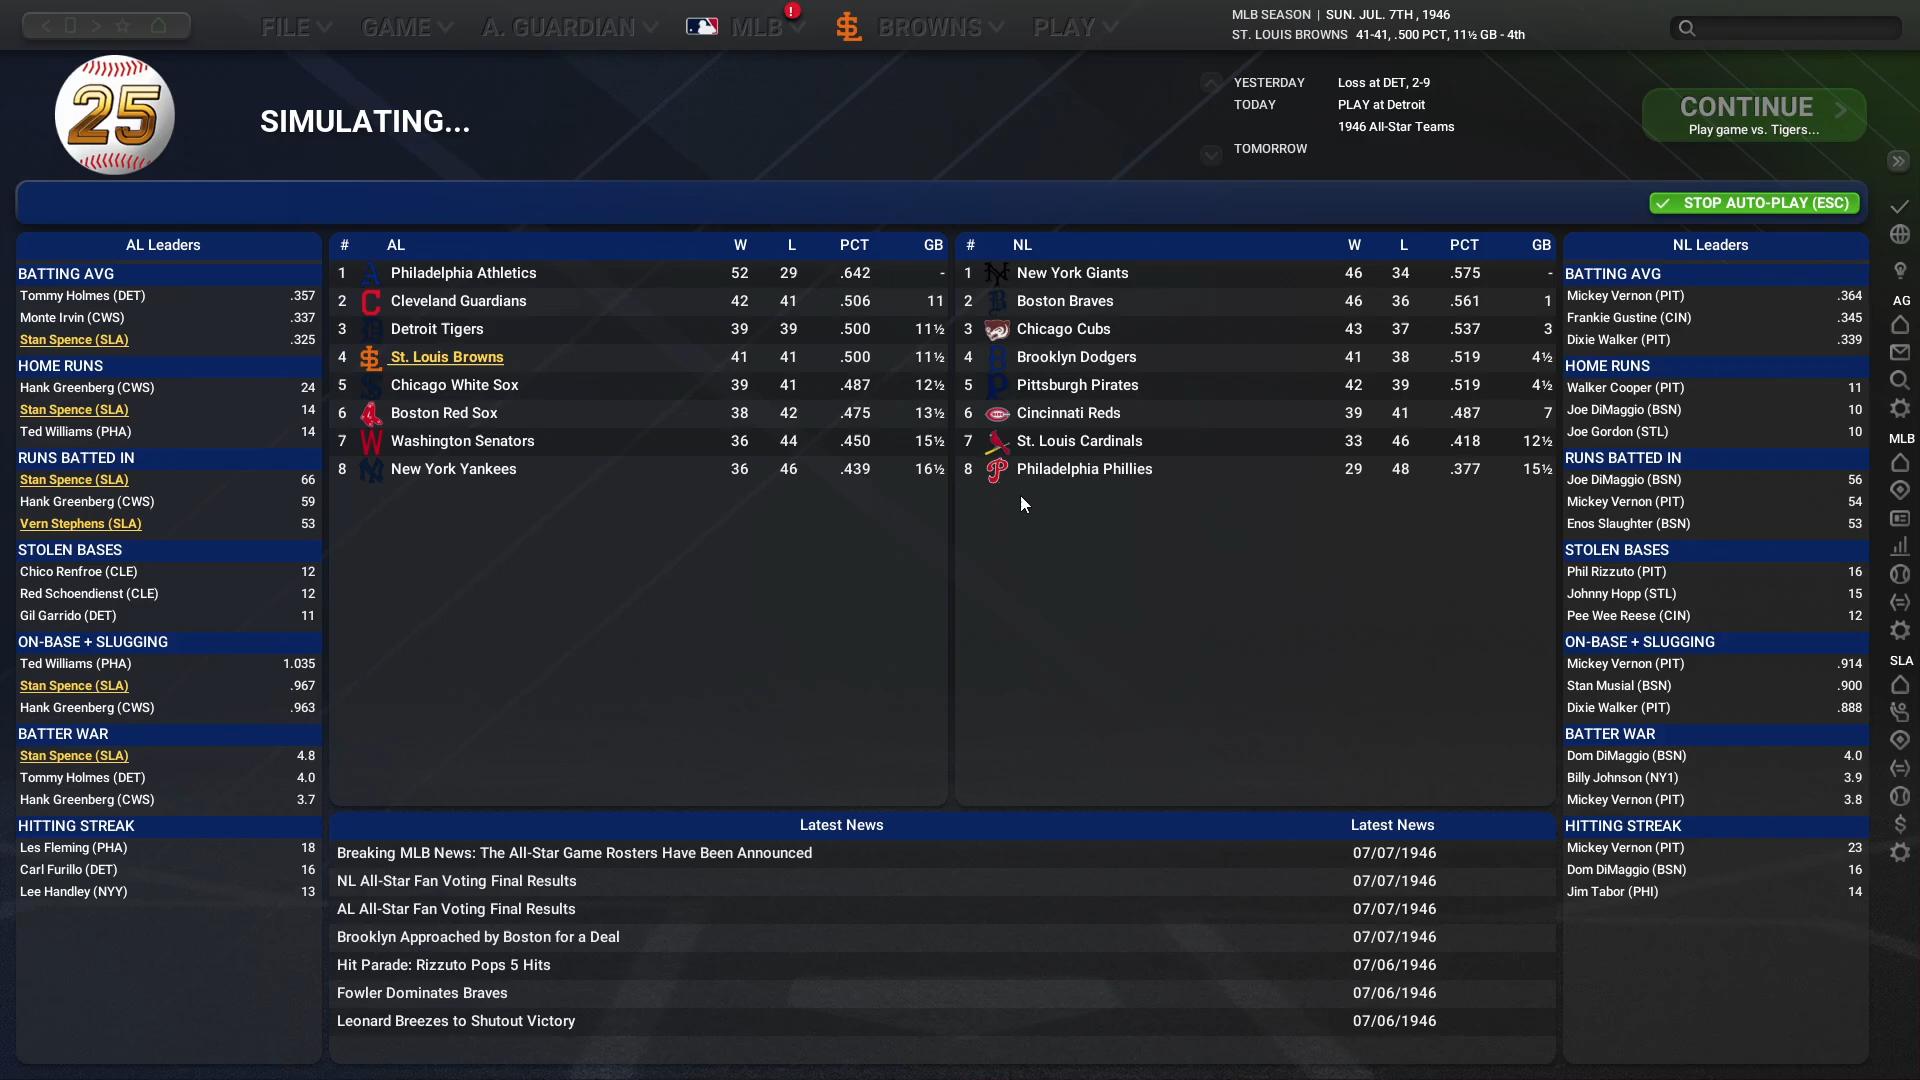 FILE GAME A. GUARDIAN MLB BROWNS PLAY
MLB SEASON | SUN. JUL. 7TH , 1946
ST. LOUIS BROWNS 41-41, .500 PCT, 11½ GB - 4th
25
SIMULATING...
YESTERDAY Loss at DET, 2-9
TODAY PLAY at Detroit
1946 All-Star Teams
TOMORROW
CONTINUE
Play game vs. Tigers...
STOP AUTO-PLAY (ESC)
AL Leaders
BATTING AVG
Tommy Holmes (DET) .357
Monte Irvin (CWS) .337
Stan Spence (SLA) .325
HOME RUNS
Hank Greenberg (CWS) 24
Stan Spence (SLA) 14
Ted Williams (PHA) 14
RUNS BATTED IN
Stan Spence (SLA) 66
Hank Greenberg (CWS) 59
Vern Stephens (SLA) 53
STOLEN BASES
Chico Renfroe (CLE) 12
Red Schoendienst (CLE) 12
Gil Garrido (DET) 11
ON-BASE + SLUGGING
Ted Williams (PHA) 1.035
Stan Spence (SLA) .967
Hank Greenberg (CWS) .963
BATTER WAR
Stan Spence (SLA) 4.8
Tommy Holmes (DET) 4.0
Hank Greenberg (CWS) 3.7
HITTING STREAK
Les Fleming (PHA) 18
Carl Furillo (DET) 16
Lee Handley (NYY) 13
# AL W L PCT GB
1 Philadelphia Athletics 52 29 .642 -
2 Cleveland Guardians 42 41 .506 11
3 Detroit Tigers 39 39 .500 11½
4 St. Louis Browns 41 41 .500 11½
5 Chicago White Sox 39 41 .487 12½
6 Boston Red Sox 38 42 .475 13½
7 Washington Senators 36 44 .450 15½
8 New York Yankees 36 46 .439 16½
# NL W L PCT GB
1 New York Giants 46 34 .575 -
2 Boston Braves 46 36 .561 1
3 Chicago Cubs 43 37 .537 3
4 Brooklyn Dodgers 41 38 .519 4½
5 Pittsburgh Pirates 42 39 .519 4½
6 Cincinnati Reds 39 41 .487 7
7 St. Louis Cardinals 33 46 .418 12½
8 Philadelphia Phillies 29 48 .377 15½
Latest News Latest News
Breaking MLB News: The All-Star Game Rosters Have Been Announced 07/07/1946
NL All-Star Fan Voting Final Results 07/07/1946
AL All-Star Fan Voting Final Results 07/07/1946
Brooklyn Approached by Boston for a Deal 07/07/1946
Hit Parade: Rizzuto Pops 5 Hits 07/06/1946
Fowler Dominates Braves 07/06/1946
Leonard Breezes to Shutout Victory 07/06/1946
NL Leaders
BATTING AVG
Mickey Vernon (PIT) .364
Frankie Gustine (CIN) .345
Dixie Walker (PIT) .339
HOME RUNS
Walker Cooper (PIT) 11
Joe DiMaggio (BSN) 10
Joe Gordon (STL) 10
RUNS BATTED IN
Joe DiMaggio (BSN) 56
Mickey Vernon (PIT) 54
Enos Slaughter (BSN) 53
STOLEN BASES
Phil Rizzuto (PIT) 16
Johnny Hopp (STL) 15
Pee Wee Reese (CIN) 12
ON-BASE + SLUGGING
Mickey Vernon (PIT) .914
Stan Musial (BSN) .900
Dixie Walker (PIT) .888
BATTER WAR
Dom DiMaggio (BSN) 4.0
Billy Johnson (NY1) 3.9
Mickey Vernon (PIT) 3.8
HITTING STREAK
Mickey Vernon (PIT) 23
Dom DiMaggio (BSN) 16
Jim Tabor (PHI) 14
AG
MLB
SLA